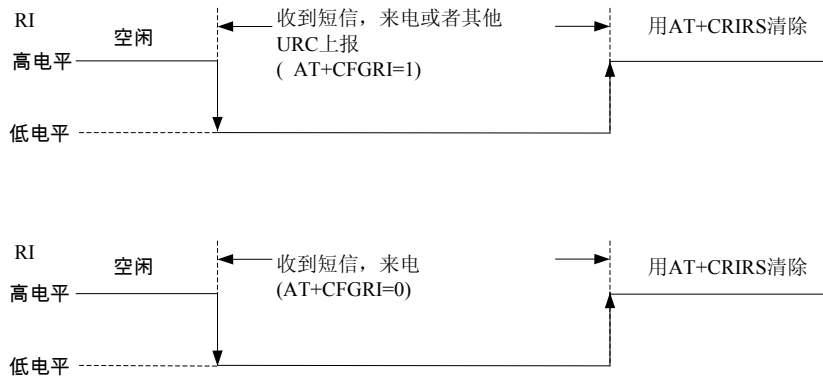 RI
空闲
收到短信，来电或者其他
URC上报
( AT+CFGRI=1)
用AT+CRIRS清除
高电平
低电平
RI
空闲
收到短信，来电
(AT+CFGRI=0)
用AT+CRIRS清除
高电平
低电平